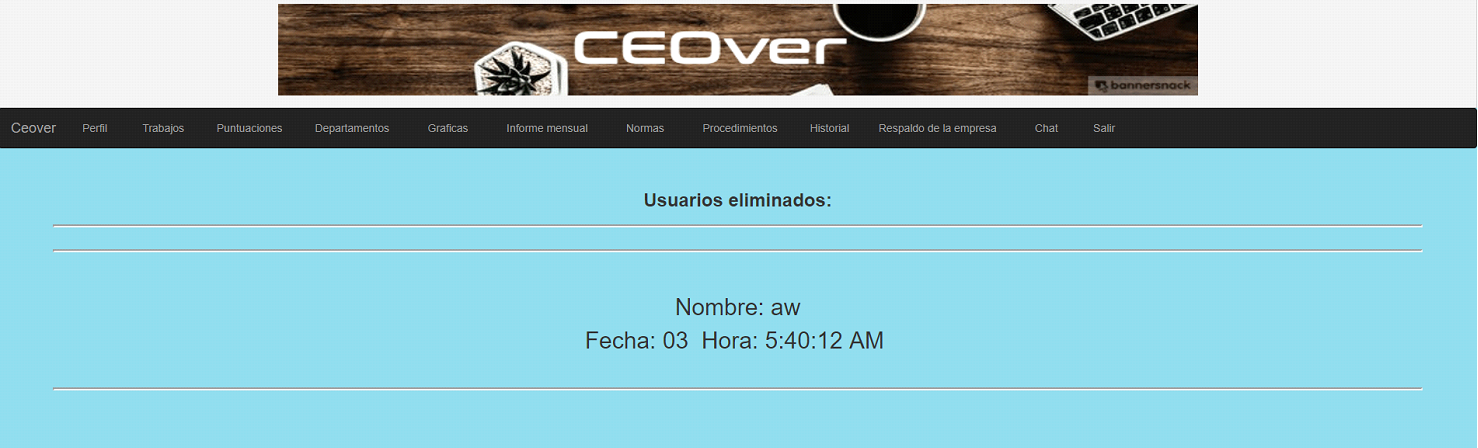 CEOver
bannersnack
Ceover Perfil Trabajos Puntuaciones Departamentos Graficas Informe mensual Normas Procedimientos Historial Respaldo de la empresa Chat Salir
Usuarios eliminados:
Nombre: aw
Fecha: 03 Hora: 5:40:12 AM